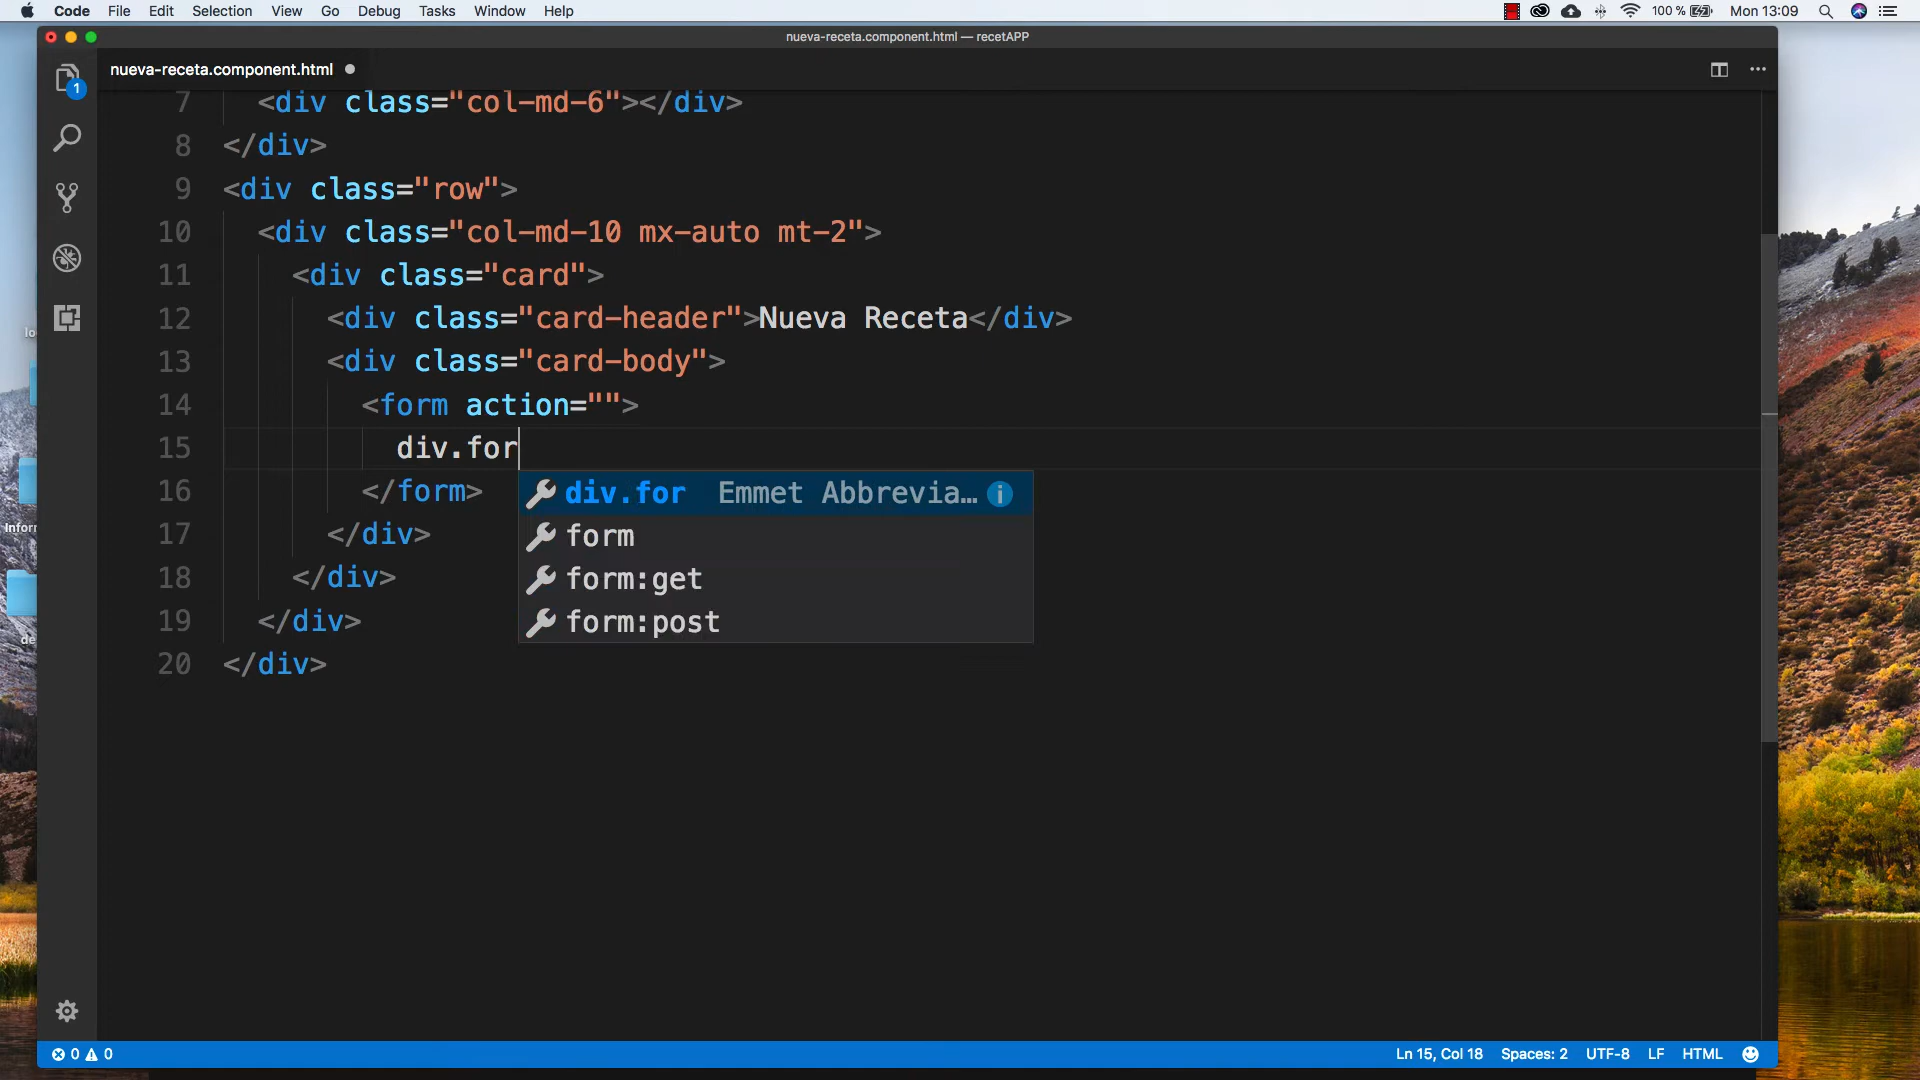 Code File Edit Selection View Go Debug Tasks Window Help 100 % Mon 13:09
nueva-receta.component.html — recetAPP
nueva-receta.component.html
1
7 <div class="col-md-6"></div>
8 </div>
9 <div class="row">
10 <div class="col-md-10 mx-auto mt-2">
11 <div class="card">
12 <div class="card-header">Nueva Receta</div>
13 <div class="card-body">
14 <form action="">
15 div.for
16 </form>
17 </div>
18 </div>
19 </div>
20 </div>
div.for Emmet Abbrevia…
form
form:get
form:post
0 0 Ln 15, Col 18 Spaces: 2 UTF-8 LF HTML